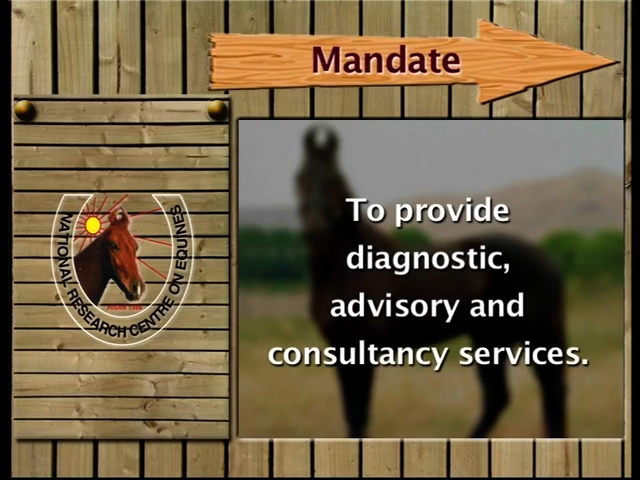 Mandate
NATIONAL RESEARCH CENTRE ON EQUINES
To provide
diagnostic,
advisory and
consultancy services.